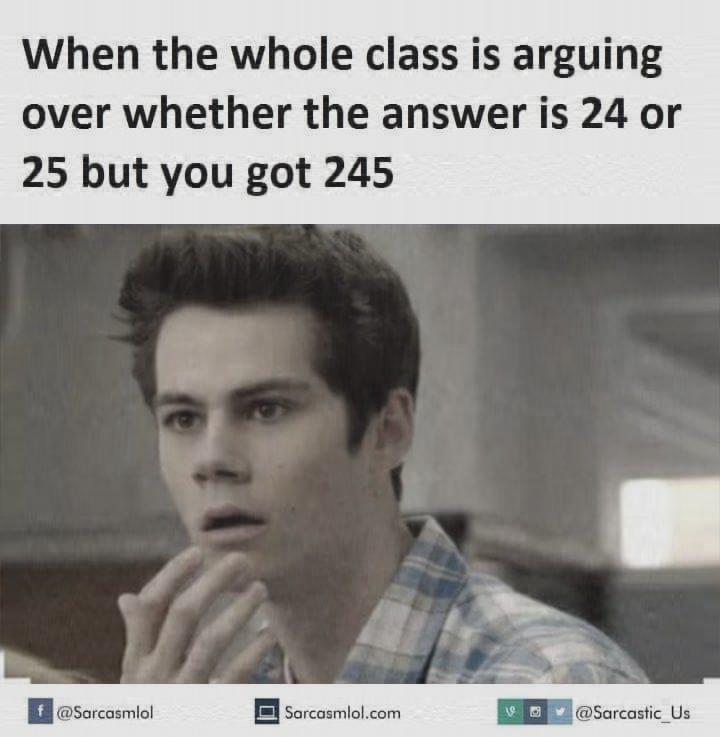 When the whole class is arguing
over whether the answer is 24 or
25 but you got 245
@Sarcasmlol
Sarcasmlol.com
@Sarcastic_Us